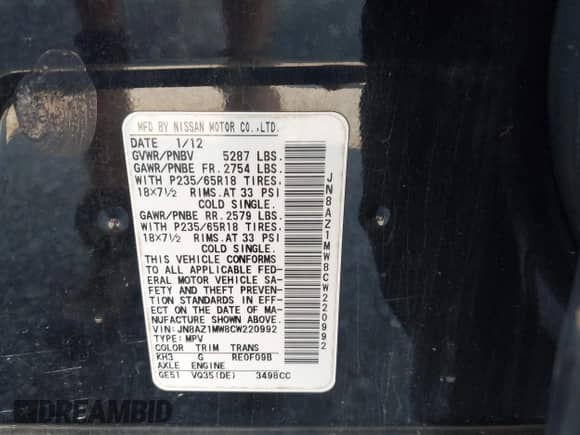 MFD BY NISSAN MOTOR CO.,LTD.
DATE 1/12
GVWR/PNBV 5287 LBS.
GAWR/PNBE FR. 2754 LBS.
WITH P235/65R18 TIRES.
18×7½ RIMS.AT 33 PSI
COLD SINGLE.
GAWR/PNBE RR. 2579 LBS.
WITH P235/65R18 TIRES.
18×7½ RIMS.AT 33 PSI
COLD SINGLE.
THIS VEHICLE CONFORMS
TO ALL APPLICABLE FED-
ERAL MOTOR VEHICLE SA-
FETY AND THEFT PREVEN-
TION STANDARDS IN EFF-
ECT ON THE DATE OF MA-
NUFACTURE SHOWN ABOVE.
VIN: JN8AZ1MW8CW220992
TYPE: MPV
COLOR TRIM TRANS
KH3 G RE0F09B
AXLE ENGINE
GE51 VQ35(DE) 3498CC
JN8AZ1MW8CW220992
DREAMBID